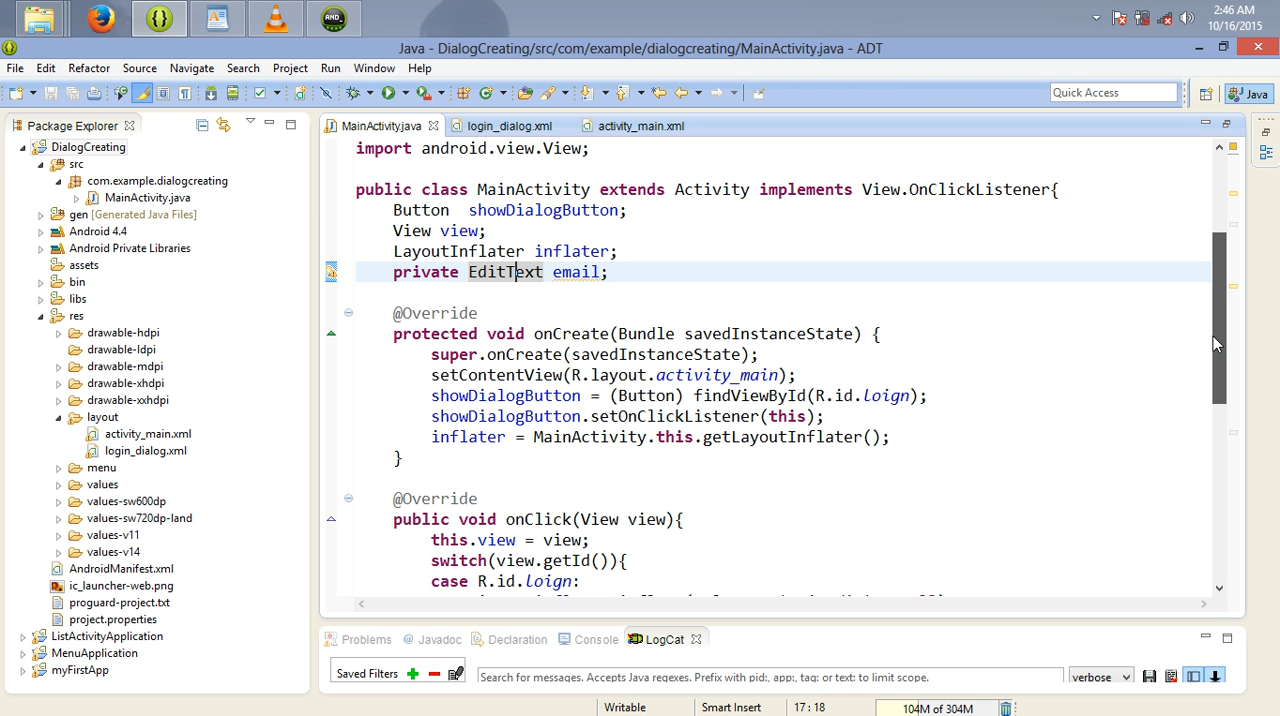 AND_
2:46 AM
10/16/2015
Java - DialogCreating/src/com/example/dialogcreating/MainActivity.java - ADT
File Edit Refactor Source Navigate Search Project Run Window Help
Quick Access
Java
Package Explorer
DialogCreating
src
com.example.dialogcreating
MainActivity.java
gen [Generated Java Files]
Android 4.4
Android Private Libraries
assets
bin
libs
res
drawable-hdpi
drawable-ldpi
drawable-mdpi
drawable-xhdpi
drawable-xxhdpi
layout
activity_main.xml
login_dialog.xml
menu
values
values-sw600dp
values-sw720dp-land
values-v11
values-v14
AndroidManifest.xml
ic_launcher-web.png
proguard-project.txt
project.properties
ListActivityApplication
MenuApplication
myFirstApp
MainActivity.java login_dialog.xml activity_main.xml
import android.view.View;
public class MainActivity extends Activity implements View.OnClickListener{
Button showDialogButton;
View view;
LayoutInflater inflater;
private EditText email;
@Override
protected void onCreate(Bundle savedInstanceState) {
super.onCreate(savedInstanceState);
setContentView(R.layout.activity_main);
showDialogButton = (Button) findViewById(R.id.loign);
showDialogButton.setOnClickListener(this);
inflater = MainActivity.this.getLayoutInflater();
}
@Override
public void onClick(View view){
this.view = view;
switch(view.getId()){
case R.id.loign:
Problems Javadoc Declaration Console LogCat
Saved Filters
Search for messages. Accepts Java regexes. Prefix with pid:, app:, tag: or text: to limit scope.
verbose
Writable Smart Insert 17 : 18 104M of 304M